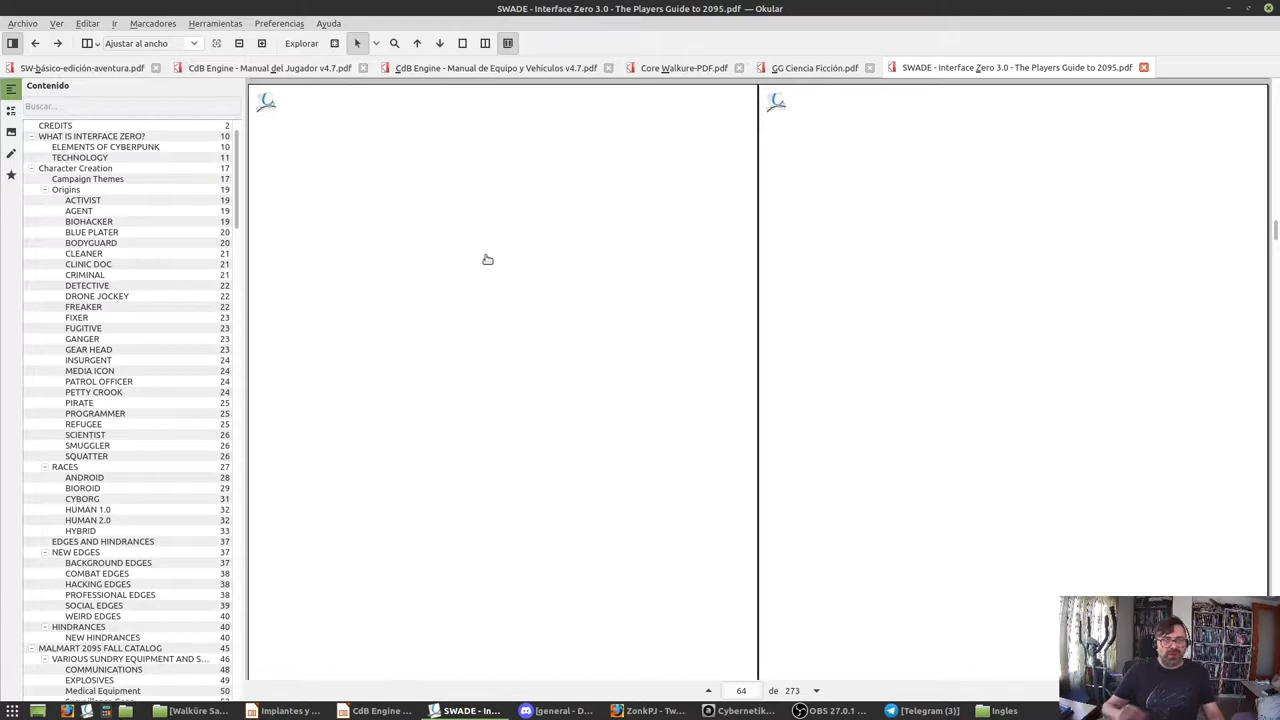 SWADE - Interface Zero 3.0 - The Players Guide to 2095.pdf — Okular
Archivo Ver Editar Ir Marcadores Herramientas Preferencias Ayuda
Ajustar al ancho Explorar
SW-básico-edición-aventura.pdf CdB Engine - Manual del Jugador v4.7.pdf CdB Engine - Manual de Equipo y Vehículos v4.7.pdf Core Walkure-PDF.pdf GG Ciencia Ficción.pdf SWADE - Interface Zero 3.0 - The Players Guide to 2095.pdf
Contenido
Buscar...
CREDITS 2
WHAT IS INTERFACE ZERO? 10
ELEMENTS OF CYBERPUNK 10
TECHNOLOGY 11
Character Creation 17
Campaign Themes 17
Origins 19
ACTIVIST 19
AGENT 19
BIOHACKER 19
BLUE PLATER 20
BODYGUARD 20
CLEANER 21
CLINIC DOC 21
CRIMINAL 21
DETECTIVE 22
DRONE JOCKEY 22
FREAKER 22
FIXER 23
FUGITIVE 23
GANGER 23
GEAR HEAD 23
INSURGENT 24
MEDIA ICON 24
PATROL OFFICER 24
PETTY CROOK 24
PIRATE 25
PROGRAMMER 25
REFUGEE 25
SCIENTIST 26
SMUGGLER 26
SQUATTER 26
RACES 27
ANDROID 28
BIOROID 29
CYBORG 31
HUMAN 1.0 32
HUMAN 2.0 32
HYBRID 33
EDGES AND HINDRANCES 37
NEW EDGES 37
BACKGROUND EDGES 37
COMBAT EDGES 38
HACKING EDGES 38
PROFESSIONAL EDGES 38
SOCIAL EDGES 39
WEIRD EDGES 40
HINDRANCES 40
NEW HINDRANCES 40
MALMART 2095 FALL CATALOG 45
VARIOUS SUNDRY EQUIPMENT AND S... 46
COMMUNICATIONS 48
EXPLOSIVES 49
Medical Equipment 50
64 de 273
[Walküre Sa... Implantes y ... CdB Engine ... SWADE - In... [general - D... ZonkPJ - Tw... Cybernetik... OBS 27.0.1 ... [Telegram (3)] Ingles